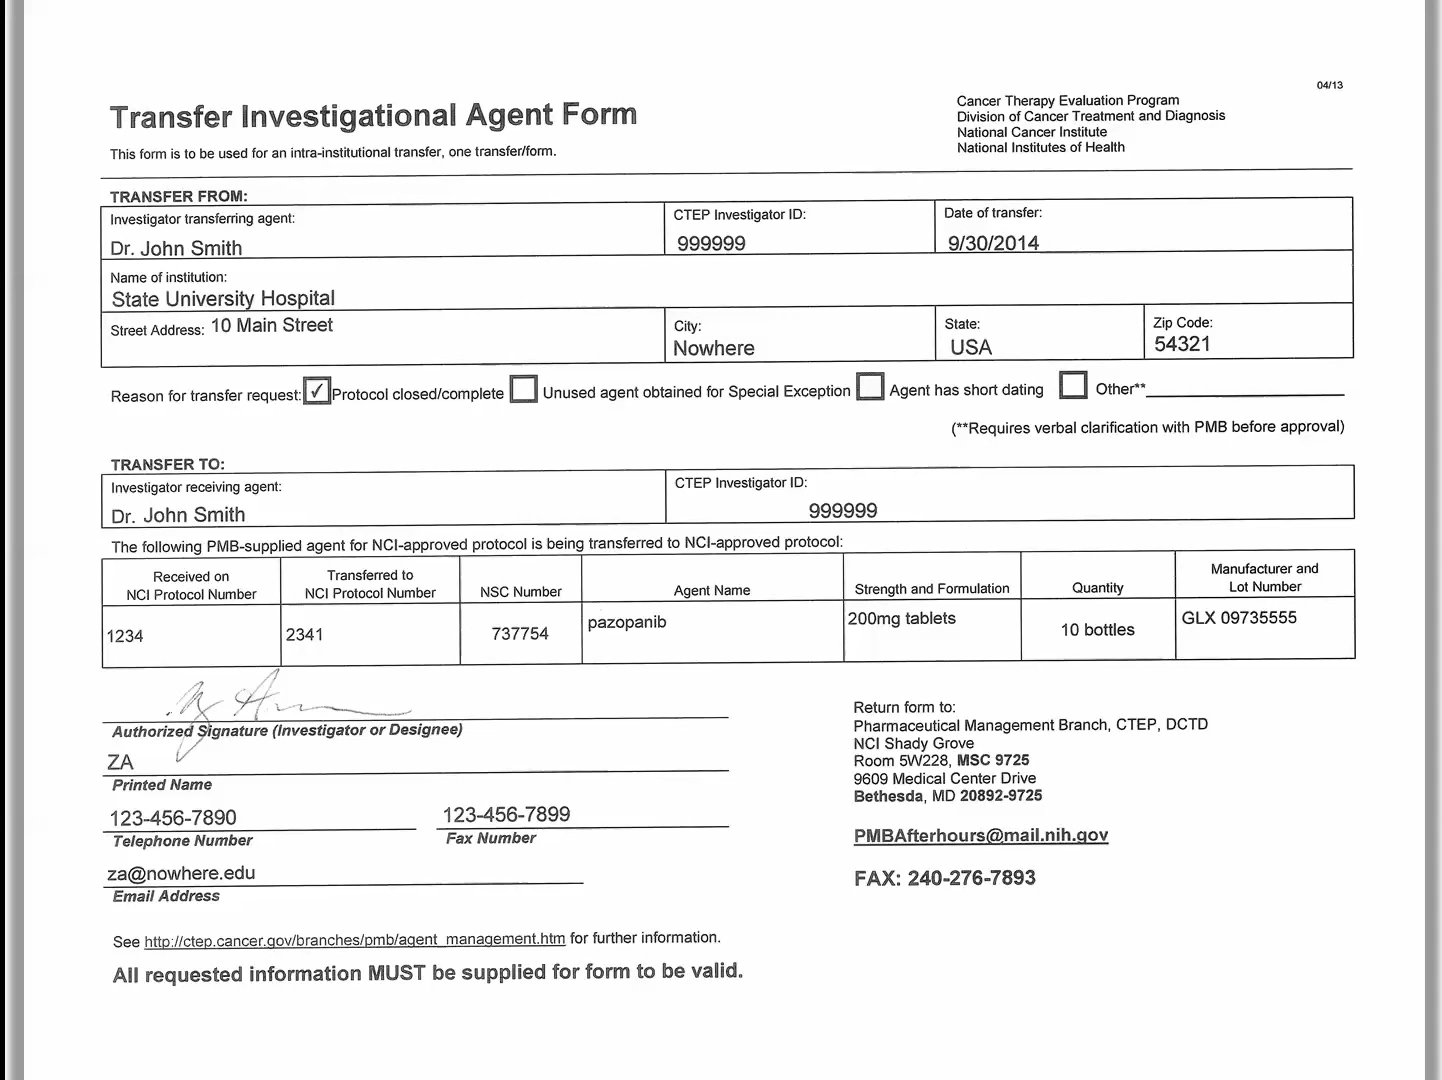 04/13
Transfer Investigational Agent Form
This form is to be used for an intra-institutional transfer, one transfer/form.
Cancer Therapy Evaluation Program
Division of Cancer Treatment and Diagnosis
National Cancer Institute
National Institutes of Health
TRANSFER FROM:
Investigator transferring agent:
Dr. John Smith
CTEP Investigator ID:
999999
Date of transfer:
9/30/2014
Name of institution:
State University Hospital
Street Address: 10 Main Street
City:
Nowhere
State:
USA
Zip Code:
54321
Reason for transfer request: ✓ Protocol closed/complete Unused agent obtained for Special Exception Agent has short dating Other**
(**Requires verbal clarification with PMB before approval)
TRANSFER TO:
Investigator receiving agent:
Dr. John Smith
CTEP Investigator ID:
999999
The following PMB-supplied agent for NCI-approved protocol is being transferred to NCI-approved protocol:
Received on
NCI Protocol Number
Transferred to
NCI Protocol Number
NSC Number
Agent Name
Strength and Formulation
Quantity
Manufacturer and
Lot Number
1234
2341
737754
pazopanib
200mg tablets
10 bottles
GLX 09735555
Authorized Signature (Investigator or Designee)
ZA
Printed Name
123-456-7890
Telephone Number
123-456-7899
Fax Number
za@nowhere.edu
Email Address
Return form to:
Pharmaceutical Management Branch, CTEP, DCTD
NCI Shady Grove
Room 5W228, MSC 9725
9609 Medical Center Drive
Bethesda, MD 20892-9725
PMBAfterhours@mail.nih.gov
FAX: 240-276-7893
See http://ctep.cancer.gov/branches/pmb/agent_management.htm for further information.
All requested information MUST be supplied for form to be valid.